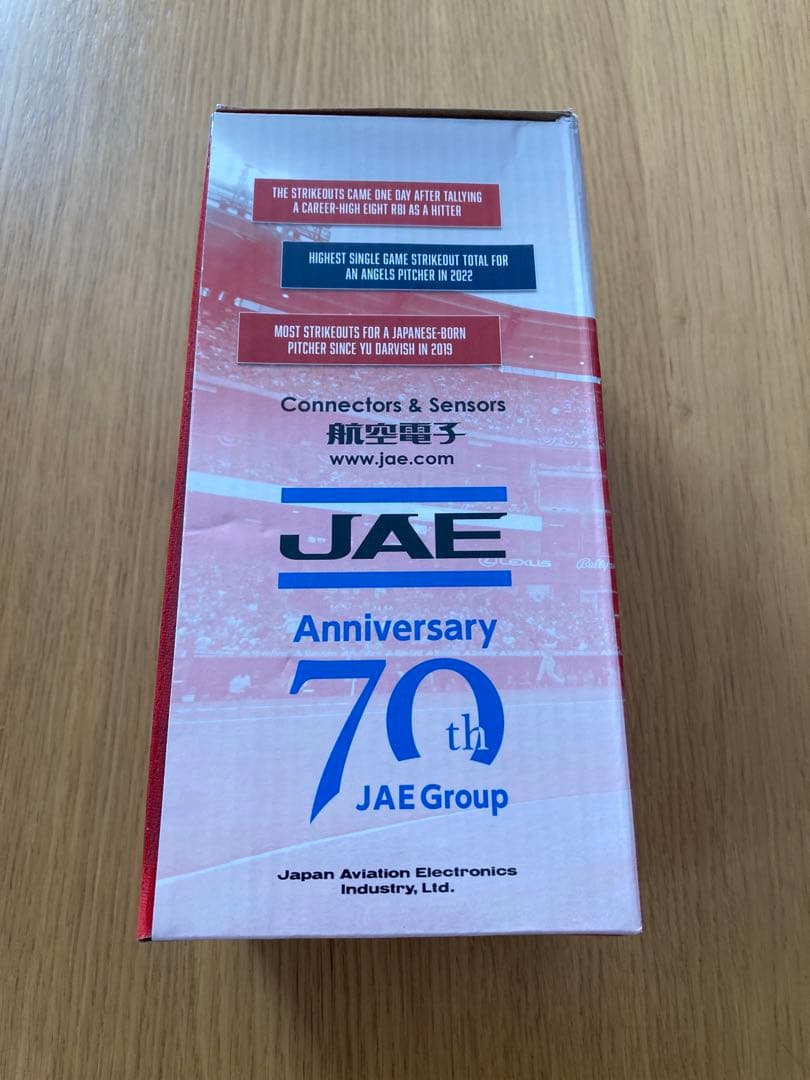 THE STRIKEOUTS CAME ONE DAY AFTER TALLYING
A CAREER-HIGH EIGHT RBI AS A HITTER
HIGHEST SINGLE GAME STRIKEOUT TOTAL FOR
AN ANGELS PITCHER IN 2022
MOST STRIKEOUTS FOR A JAPANESE-BORN
PITCHER SINCE YU DARVISH IN 2019
Connectors & Sensors
航空電子
www.jae.com
JAE
LEXUS
Anniversary
70th
JAE Group
Japan Aviation Electronics
Industry, Ltd.